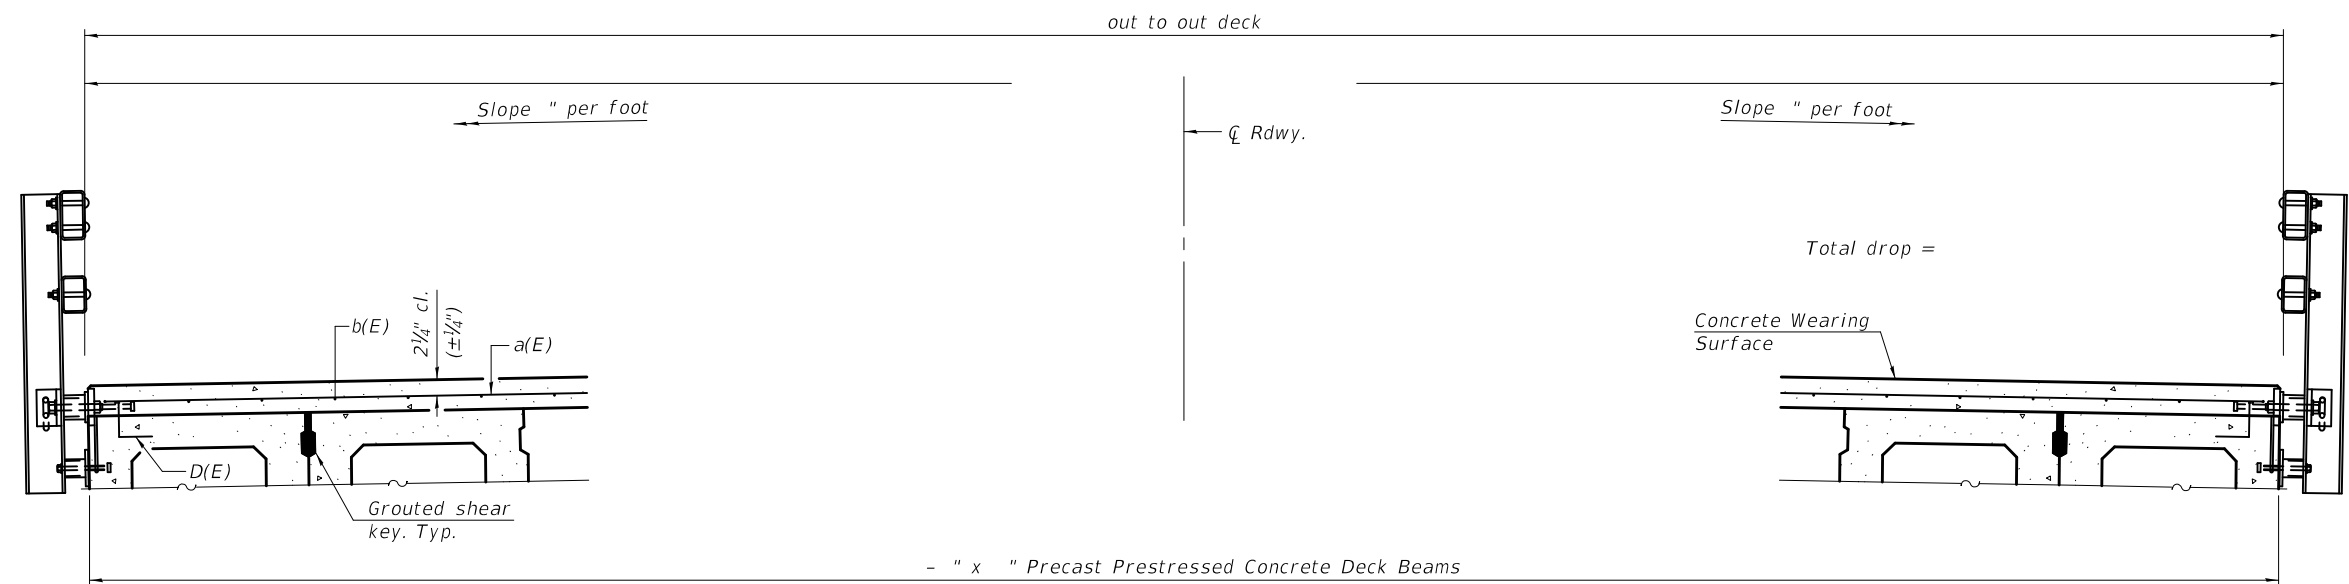 out to out deck
Slope " per foot
Slope " per foot
℄ Rdwy.
Total drop =
2¼" cl.
(±¼")
b(E)
a(E)
Concrete Wearing
Surface
D(E)
Grouted shear
key. Typ.
– " x " Precast Prestressed Concrete Deck Beams